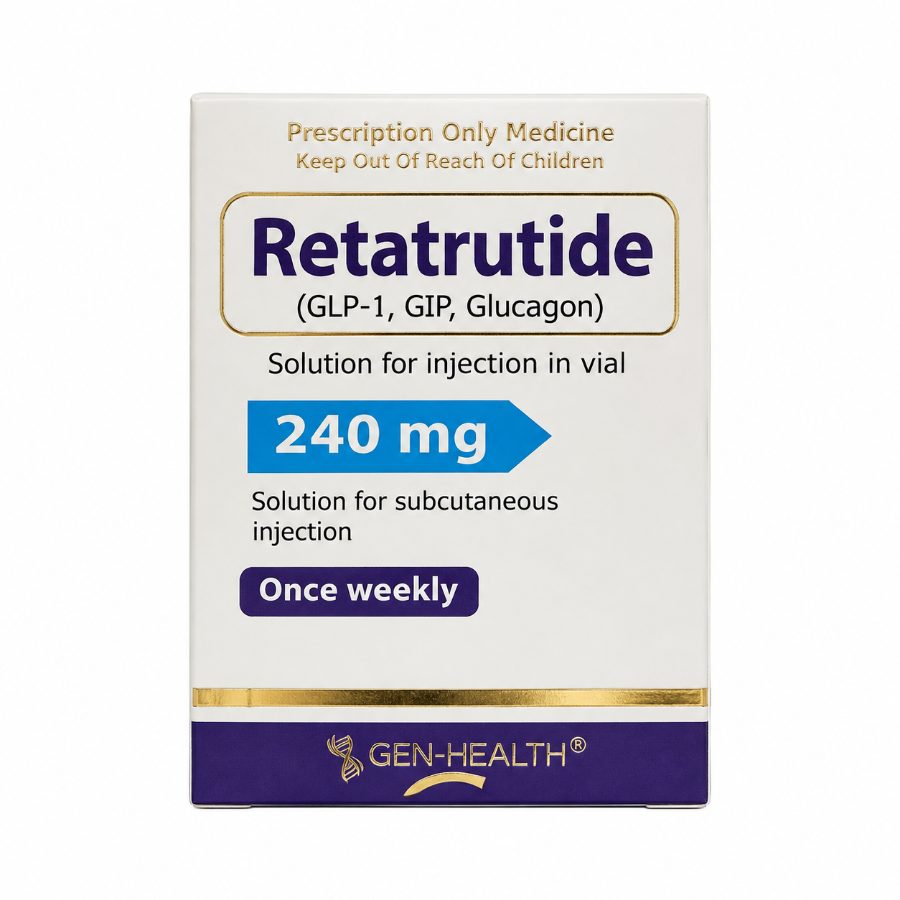 Prescription Only Medicine
Keep Out Of Reach Of Children
Retatrutide
(GLP-1, GIP, Glucagon)
Solution for injection in vial
240 mg
Solution for subcutaneous
injection
Once weekly
GEN-HEALTH®